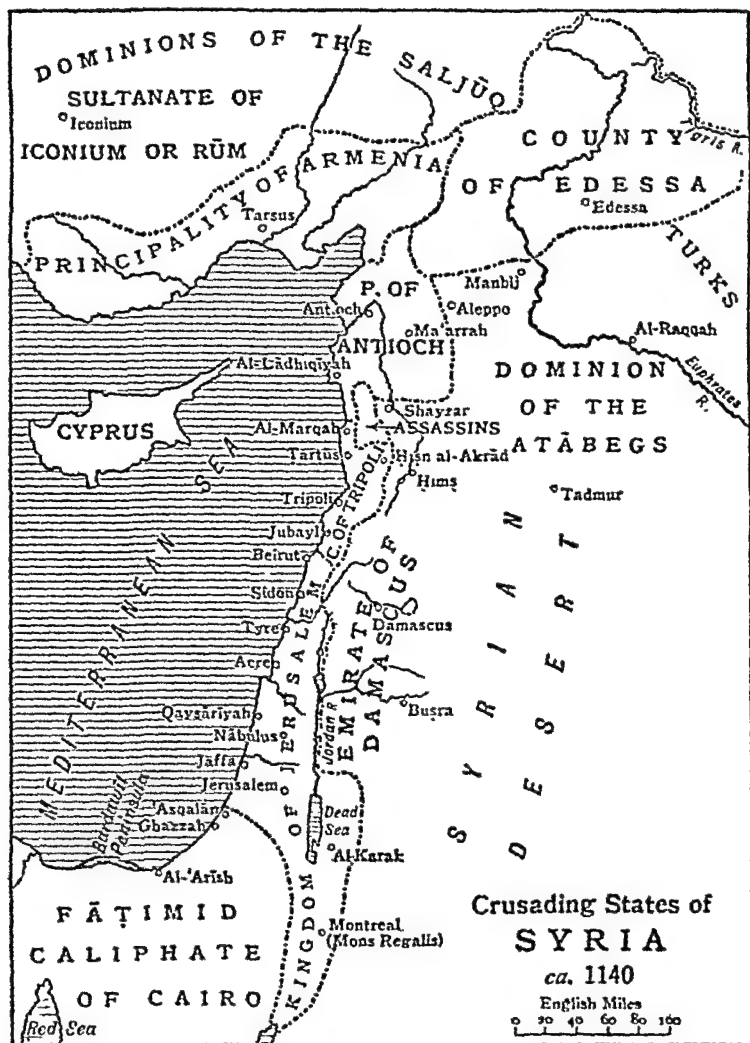 DOMINIONS OF THE SALJŪQ
SULTANATE OF
Iconium
ICONIUM OR RŪM
COUNTY
OF EDESSA
Edessa
PRINCIPALITY OF ARMENIA
Tarsus
TURKS
P. OF
ANTIOCH
Antioch
Manbij
Aleppo
Ma'arrah
Al-Raqqah
Euphrates
R.
Al-Lādhiqīyah
DOMINION
OF THE
ATĀBEGS
CYPRUS
Shayzar
ASSASSINS
Al-Marqab
Tartūs
Ḥiṣn al-Akrād
Ḥimṣ
Tadmur
Tripoli
C. OF TRIPOLI
Jubayl
Beirut
Sidon
Tyre
Acre
EMIRATE OF
DAMASCUS
Damascus
MEDITERRANEAN SEA
SYRIAN
DESERT
Qaysārīyah
Nābulus
Jordan R.
Buṣra
Jaffa
Jerusalem
'Asqalān
Ghazzah
Dead
Sea
Al-Karak
Bardawīl
Peninsula
Al-'Arīsh
KINGDOM OF JERUSALEM
Montreal
(Mons Regalis)
FĀṬIMID
CALIPHATE
OF CAIRO
Red Sea
Crusading States of
SYRIA
ca. 1140
English Miles
0 20 40 60 80 100